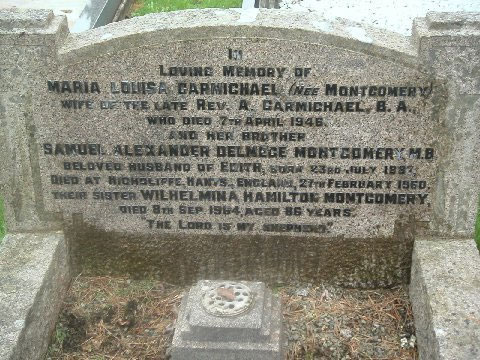 IN
LOVING MEMORY OF
MARIA LOUISA CARMICHAEL (NEE MONTGOMERY)
WIFE OF THE LATE REV. A. CARMICHAEL, B.A.,
WHO DIED 7TH APRIL 1946.
AND HER BROTHER
SAMUEL ALEXANDER DELMEGE MONTGOMERY, M.B.
BELOVED HUSBAND OF EDITH, BORN 23RD JULY
DIED AT HIGHCLIFFE, HANTS., ENGLAND, 27TH FEBRUARY 1960.
THEIR SISTER WILHELMINA HAMILTON MONTGOMERY,
DIED 8TH SEP. 1964, AGED 86 YEARS.
THE LORD IS MY SHEPHERD.